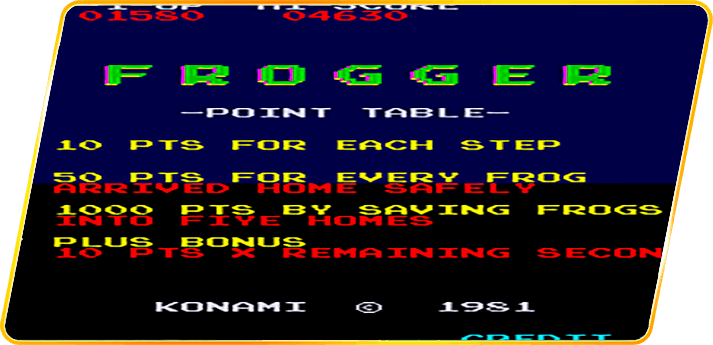 1-UP HI-SCORE
01580 04630
FROGGER
-POINT TABLE-
10 PTS FOR EACH STEP
50 PTS FOR EVERY FROG
ARRIVED HOME SAFELY
1000 PTS BY SAVING FROGS
INTO FIVE HOMES
PLUS BONUS
10 PTS X REMAINING SECON
KONAMI © 1981
CREDIT